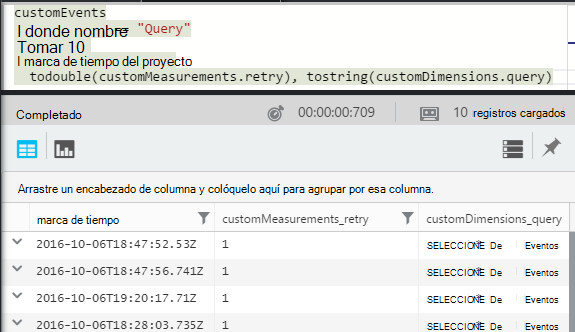 customEvents
| donde nombre == "Query"
Tomar 10
| marca de tiempo del proyecto
todouble(customMeasurements.retry), tostring(customDimensions.query)
Completado 00:00:00:709 10 registros cargados
Arrastre un encabezado de columna y colóquelo aquí para agrupar por esa columna.
marca de tiempo customMeasurements_retry customDimensions_query
2016-10-06T18:47:52.53Z 1 SELECCIONE De Eventos
2016-10-06T18:47:56.741Z 1 SELECCIONE De Eventos
2016-10-06T19:20:17.71Z 1 SELECCIONE De Eventos
2016-10-06T18:28:03.735Z 1 SELECCIONE De Eventos